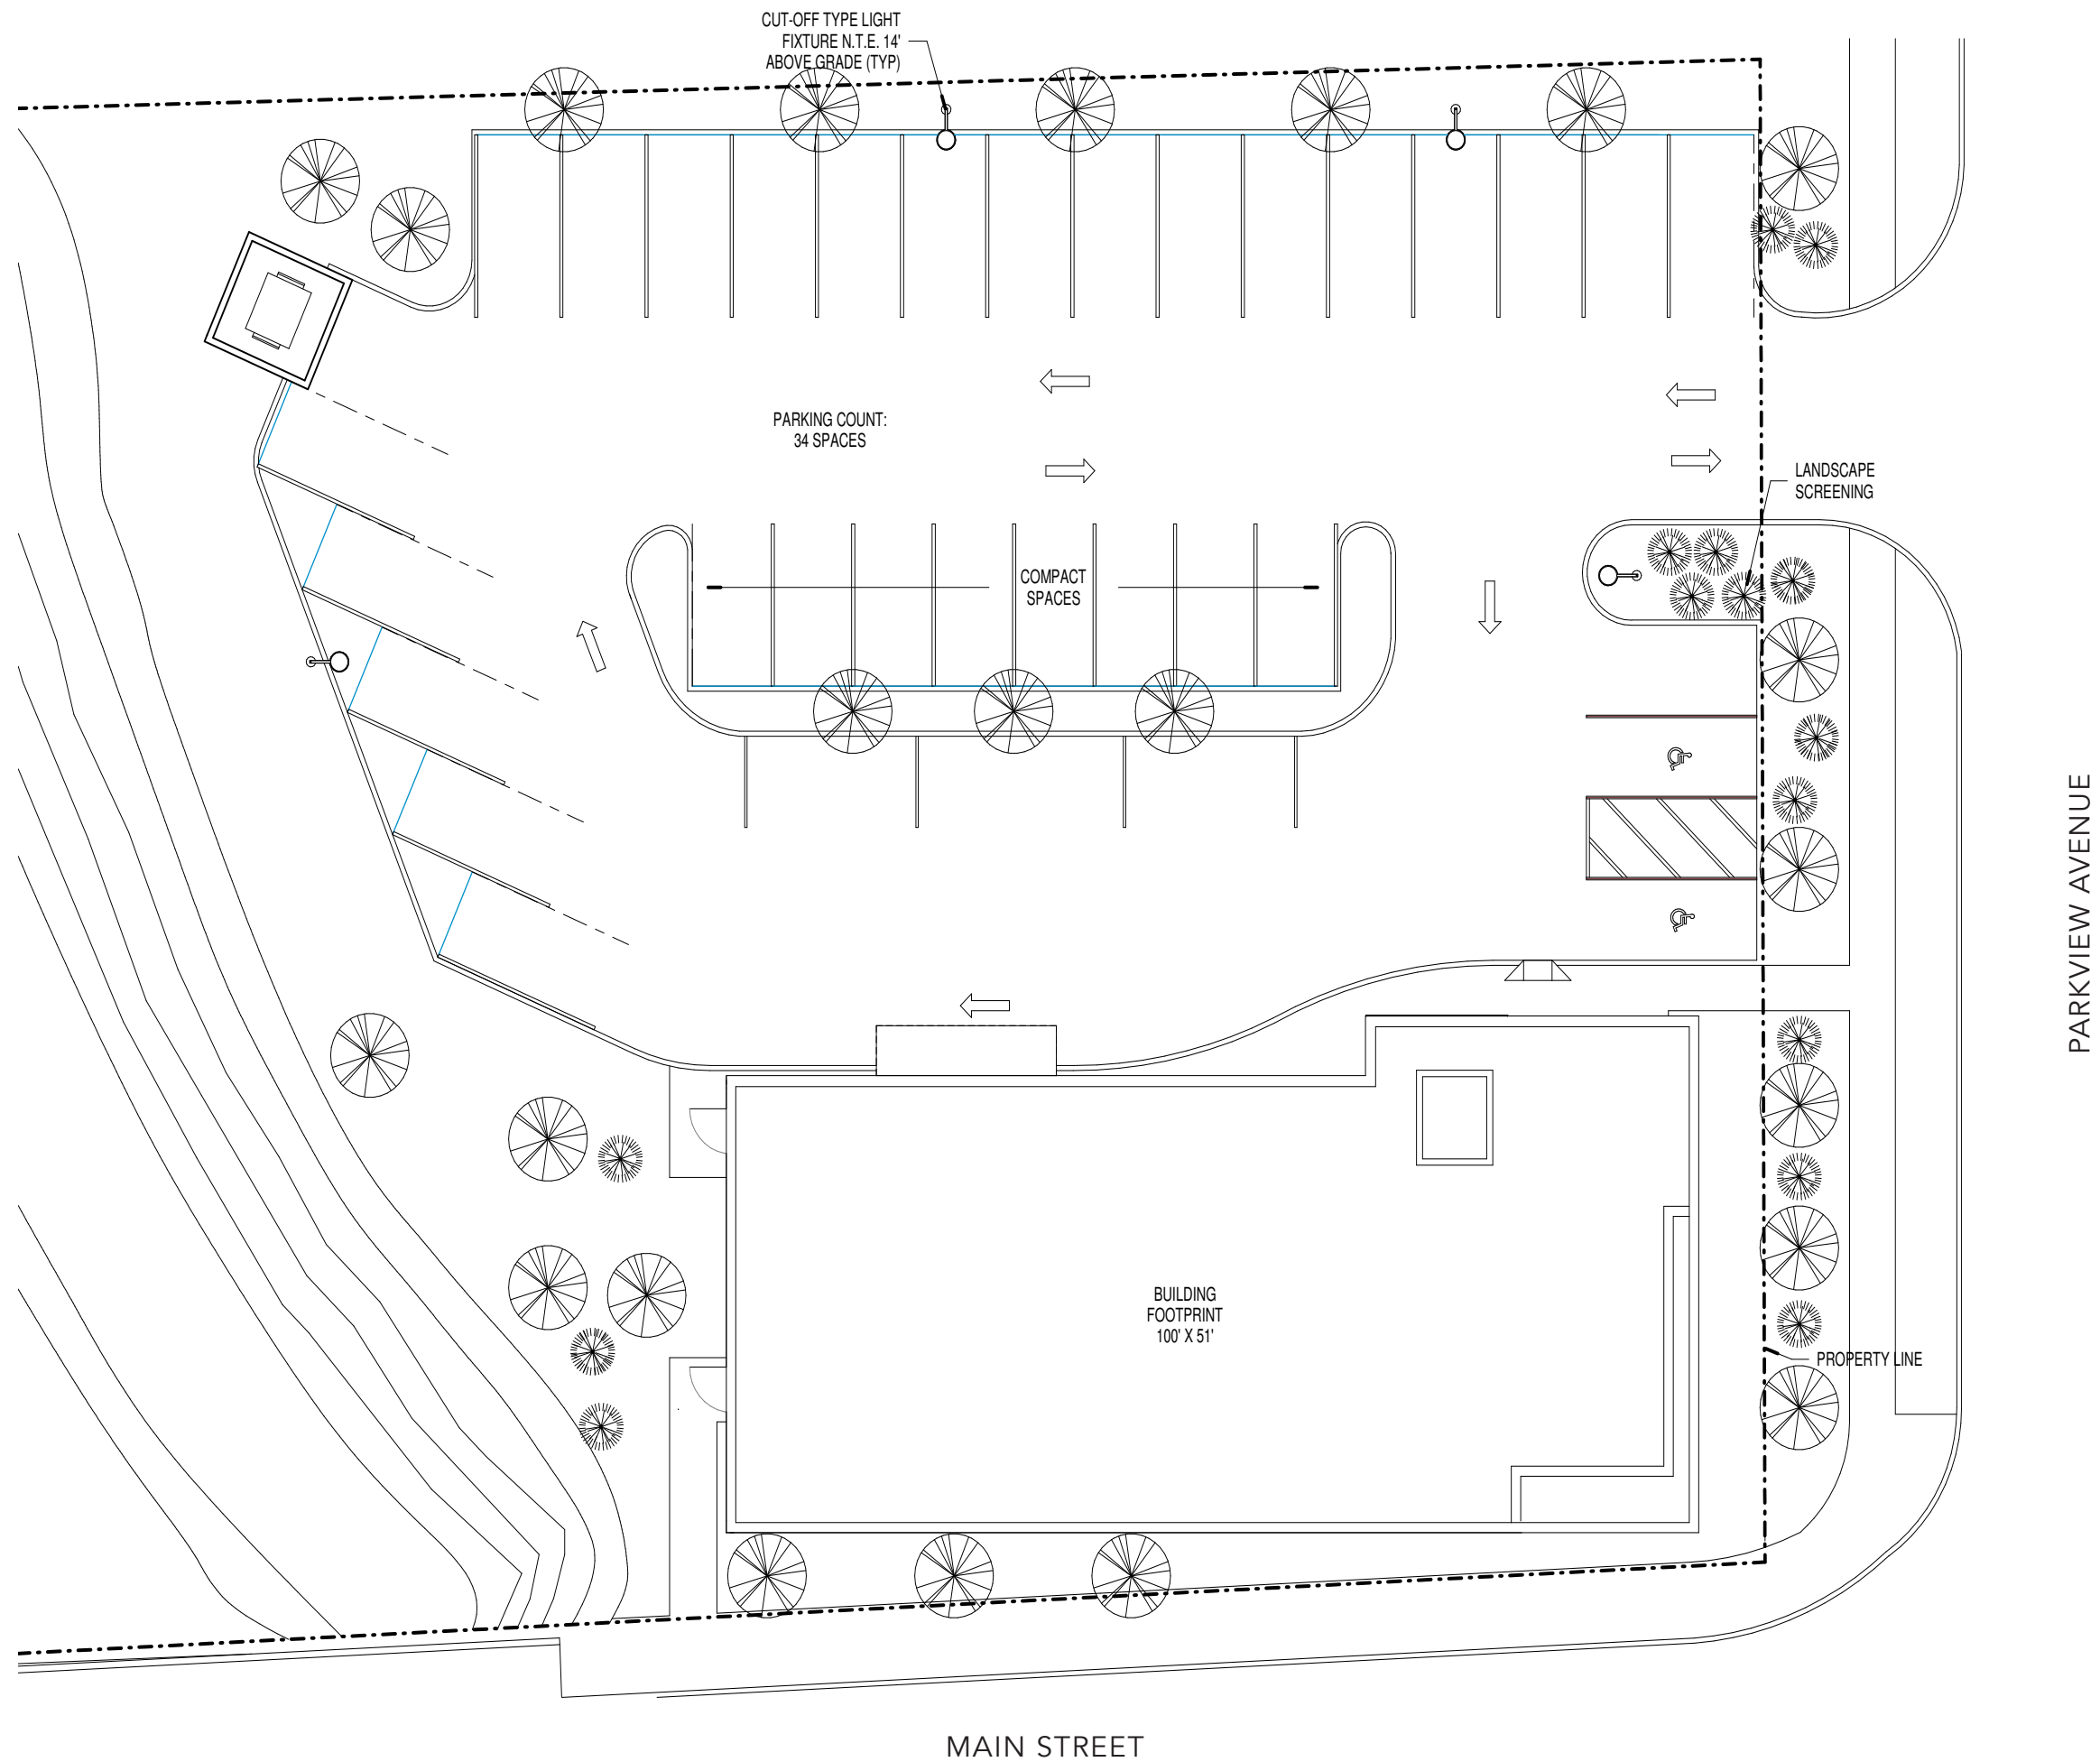 CUT-OFF TYPE LIGHT
FIXTURE N.T.E. 14'
ABOVE GRADE (TYP)
PARKING COUNT:
34 SPACES
LANDSCAPE
SCREENING
COMPACT
SPACES
PARKVIEW AVENUE
BUILDING
FOOTPRINT
100' X 51'
PROPERTY LINE
MAIN STREET